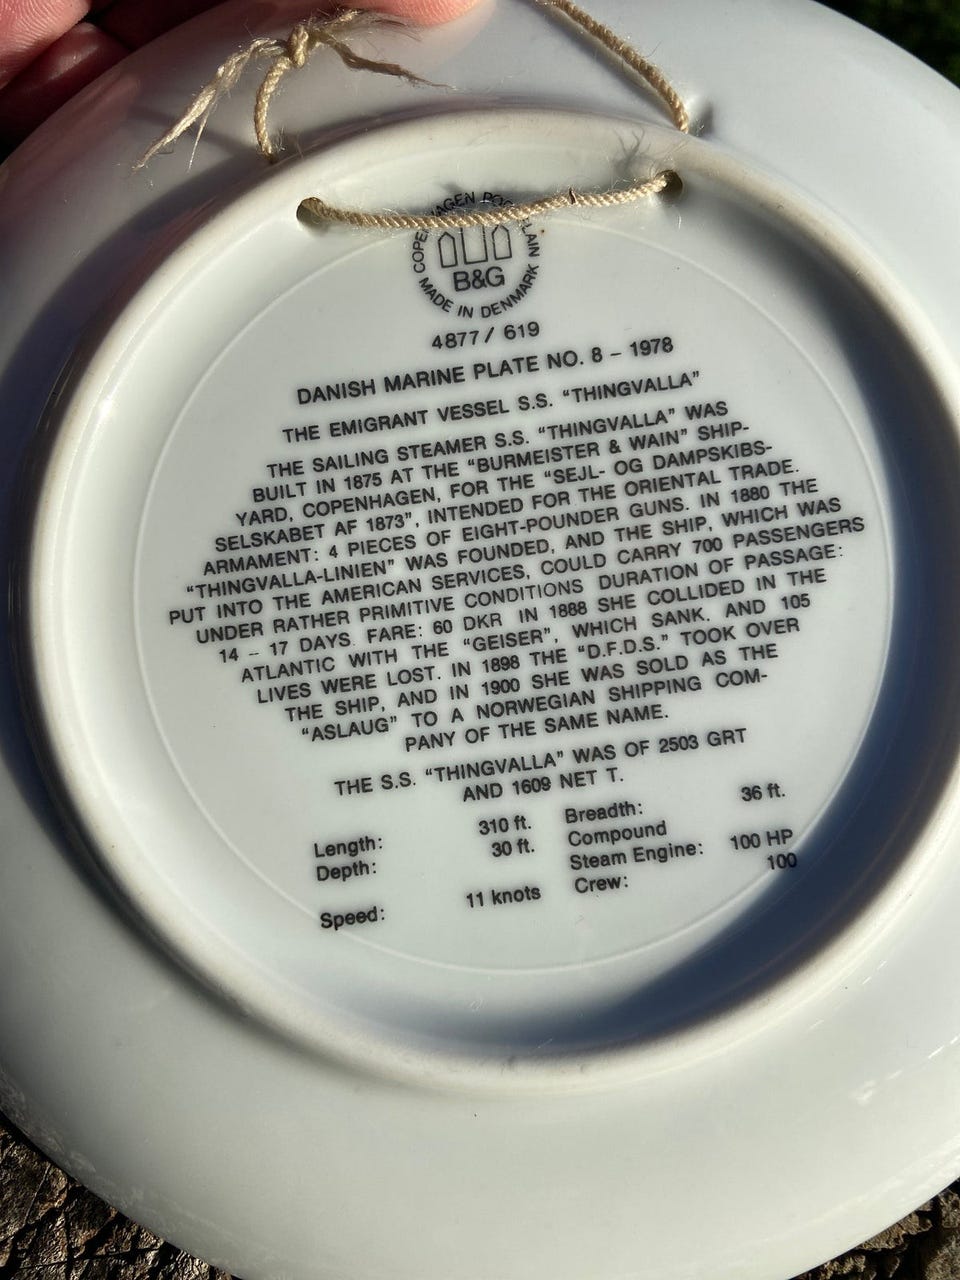 COPENHAGEN PORCELAIN
MADE IN DENMARK
B&G
4877/ 619
DANISH MARINE PLATE NO. 8 – 1978
THE EMIGRANT VESSEL S.S. “THINGVALLA”
THE SAILING STEAMER S.S. “THINGVALLA” WAS
BUILT IN 1875 AT THE “BURMEISTER & WAIN” SHIP-
YARD, COPENHAGEN, FOR THE “SEJL- OG DAMPSKIBS-
SELSKABET AF 1873”, INTENDED FOR THE ORIENTAL TRADE.
ARMAMENT: 4 PIECES OF EIGHT-POUNDER GUNS. IN 1880 THE
“THINGVALLA-LINIEN” WAS FOUNDED, AND THE SHIP, WHICH WAS
PUT INTO THE AMERICAN SERVICES, COULD CARRY 700 PASSENGERS
UNDER RATHER PRIMITIVE CONDITIONS DURATION OF PASSAGE:
14 – 17 DAYS. FARE: 60 DKR IN 1888 SHE COLLIDED IN THE
ATLANTIC WITH THE “GEISER”, WHICH SANK. AND 105
LIVES WERE LOST. IN 1898 THE “D.F.D.S.” TOOK OVER
THE SHIP, AND IN 1900 SHE WAS SOLD AS THE
“ASLAUG” TO A NORWEGIAN SHIPPING COM-
PANY OF THE SAME NAME.
THE S.S. “THINGVALLA” WAS OF 2503 GRT
AND 1609 NET T.
Length: 310 ft. Breadth: 36 ft.
Depth: 30 ft. Compound
Steam Engine: 100 HP
Speed: 11 knots Crew: 100